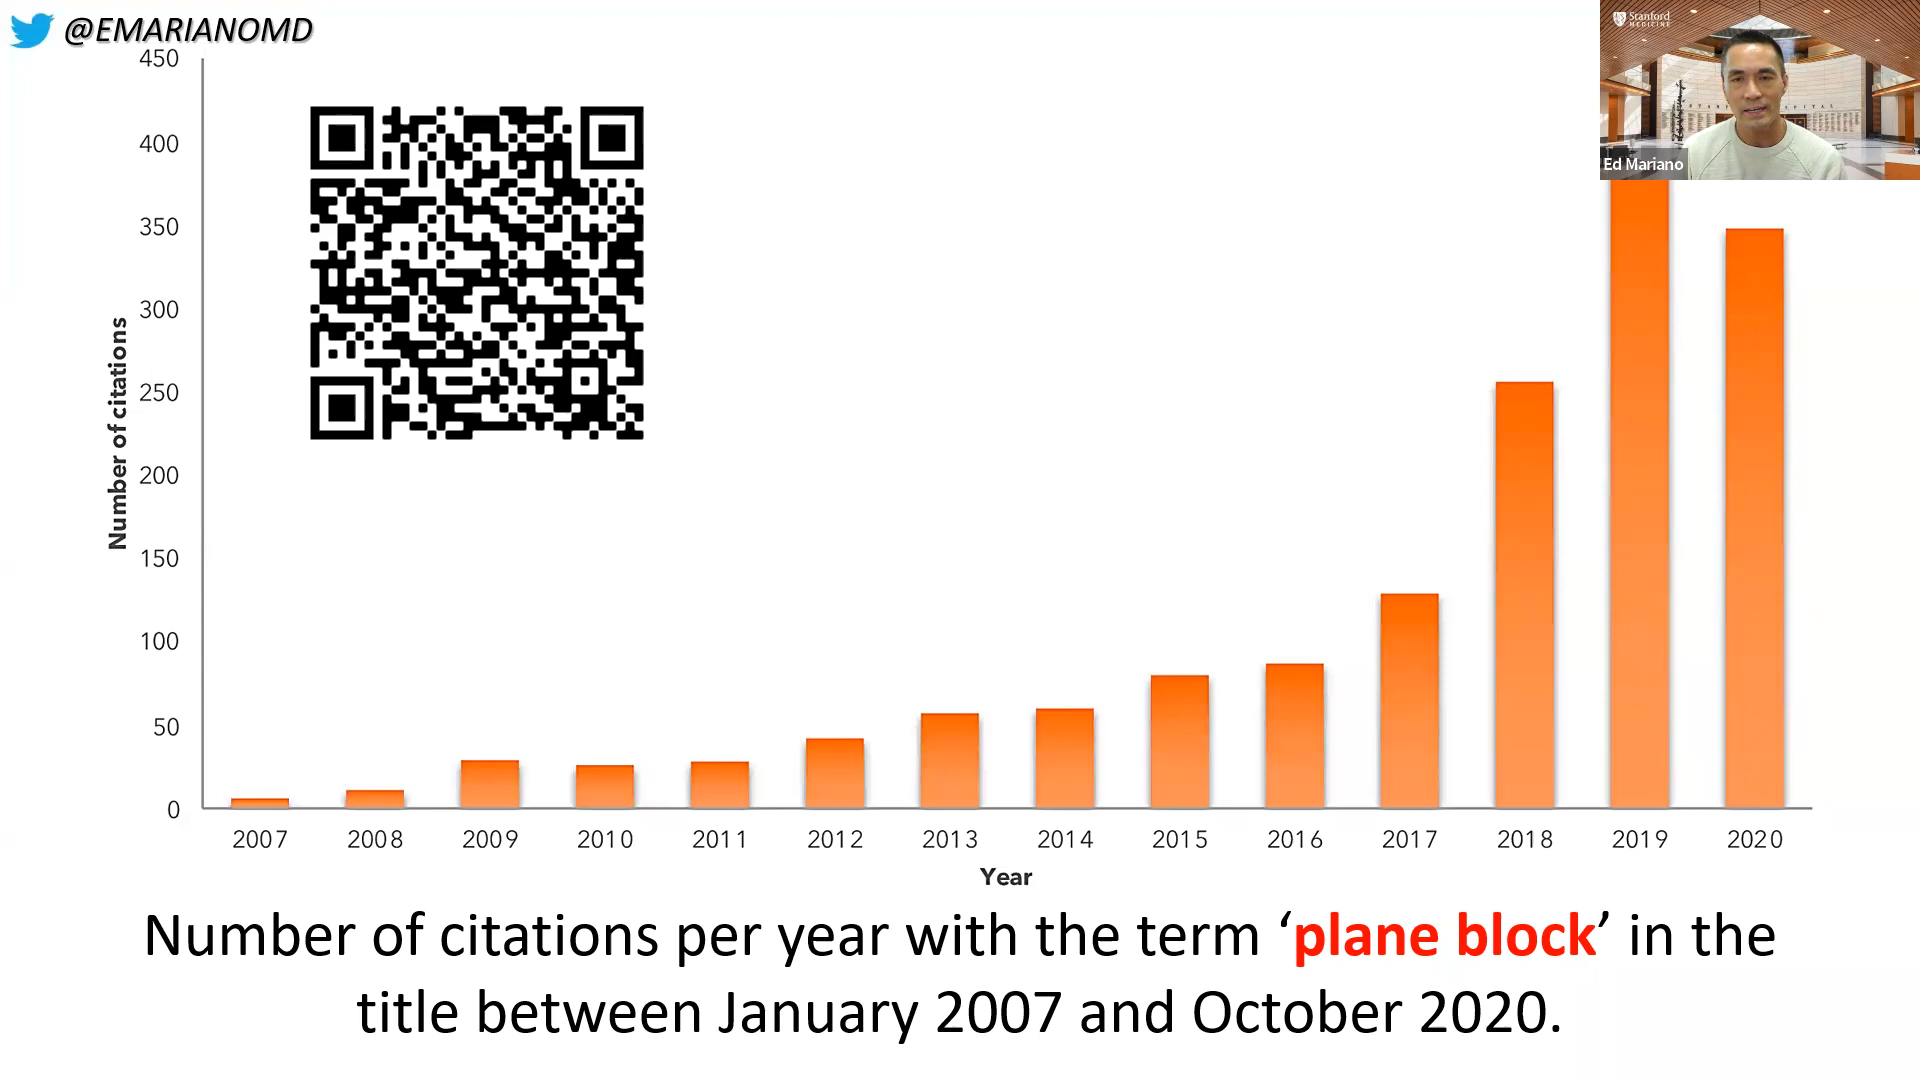 @EMARIANOMD
Stanford
MEDICINE
Ed Mariano
450
400
350
300
250
200
150
100
50
0
Number of citations
2007 2008 2009 2010 2011 2012 2013 2014 2015 2016 2017 2018 2019 2020
Year
Number of citations per year with the term ‘plane block’ in the
title between January 2007 and October 2020.